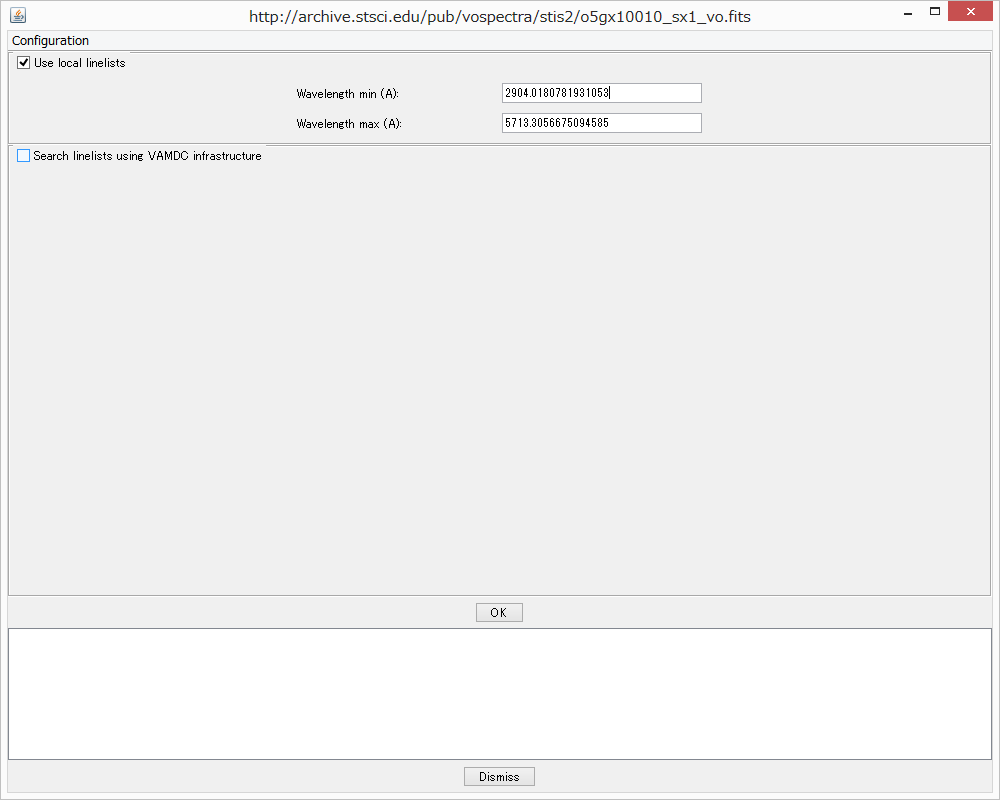 http://archive.stsci.edu/pub/vospectra/stis2/o5gx10010_sx1_vo.fits
Configuration
Use local linelists
Wavelength min (A):
2904.0180781931053
Wavelength max (A):
5713.3056675094585
Search linelists using VAMDC infrastructure
OK
Dismiss